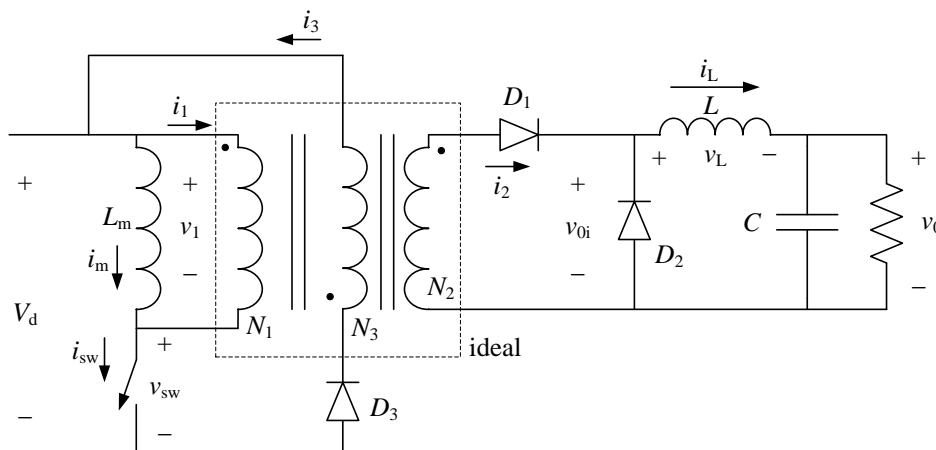 i3
i1
D1
iL
L
+ vL −
i2
+
Lm
v1
im
−
+
v0i
−
C
D2
+
v0
−
+
Vd
−
N1
N3
N2
ideal
isw
+
vsw
−
D3